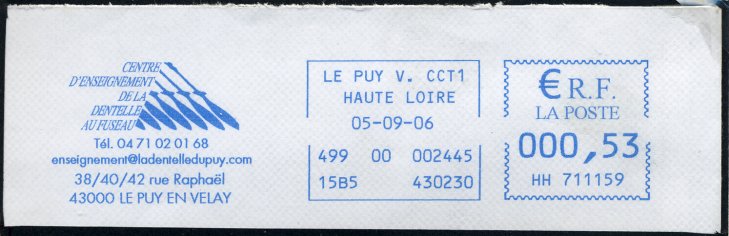 CENTRE
D'ENSEIGNEMENT
DE LA
DENTELLE
AU FUSEAU
Tél. 04 71 02 01 68
enseignement@ladentelledupuy.com
38/40/42 rue Raphaël
43000 LE PUY EN VELAY
LE PUY V. CCT1
HAUTE LOIRE
05-09-06
499 00 002445
15B5 430230
€ R.F.
LA POSTE
000,53
HH 711159